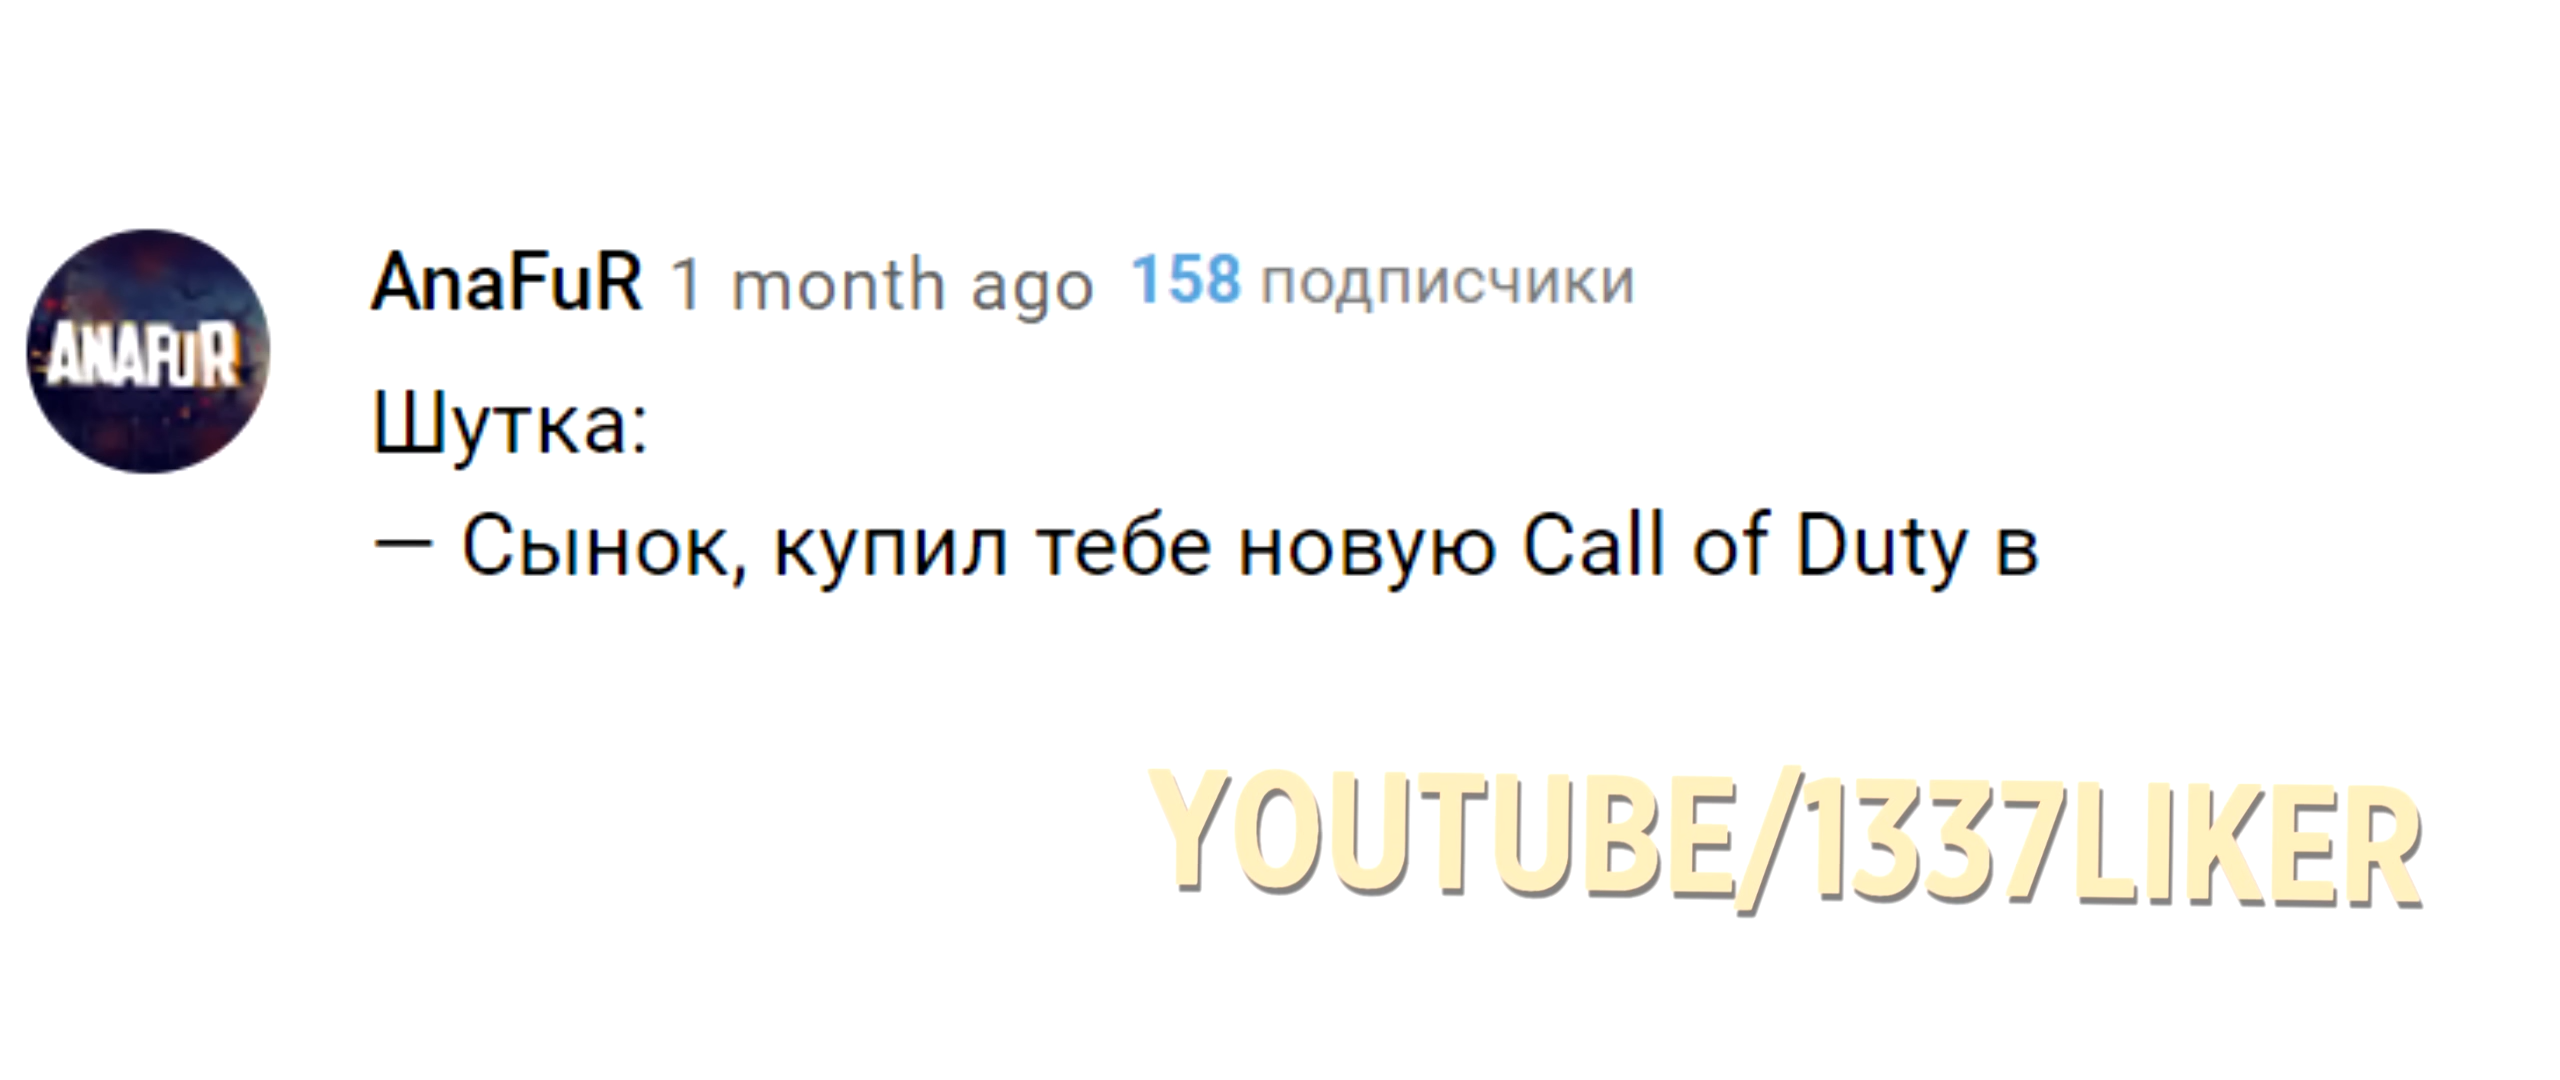 ANAFUR
AnaFuR 1 month ago 158 подписчики
Шутка:
— Сынок, купил тебе новую Call of Duty в
YOUTUBE/1337LIKER